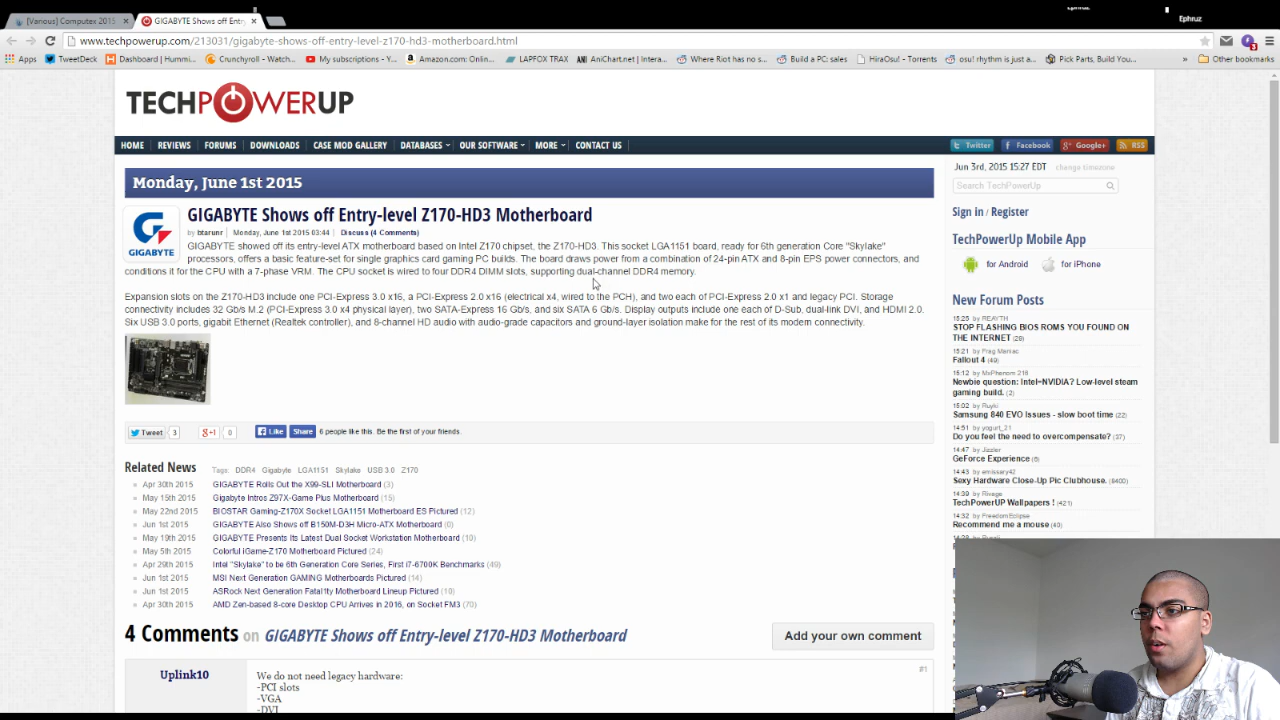 Ephruz
[Various] Computex 2015
GIGABYTE Shows off Entry
www.techpowerup.com/213031/gigabyte-shows-off-entry-level-z170-hd3-motherboard.html
3
Apps TweetDeck Dashboard | Hummi... Crunchyroll - Watch... My subscriptions - Y... Amazon.com: Onlin... LAPFOX TRAX AniChart.net | Intera... Where Riot has no s... Build a PC: sales HiraOsu! - Torrents osu! rhythm is just a... Pick Parts, Build You... » Other bookmarks
TECHPOWERUP
HOME REVIEWS FORUMS DOWNLOADS CASE MOD GALLERY DATABASES OUR SOFTWARE MORE CONTACT US Twitter Facebook Google+ RSS
Monday, June 1st 2015
GIGABYTE
GIGABYTE Shows off Entry-level Z170-HD3 Motherboard
by btarunr Monday, June 1st 2015 03:44 Discuss (4 Comments)
GIGABYTE showed off its entry-level ATX motherboard based on Intel Z170 chipset, the Z170-HD3. This socket LGA1151 board, ready for 6th generation Core "Skylake"
processors, offers a basic feature-set for single graphics card gaming PC builds. The board draws power from a combination of 24-pin ATX and 8-pin EPS power connectors, and
conditions it for the CPU with a 7-phase VRM. The CPU socket is wired to four DDR4 DIMM slots, supporting dual-channel DDR4 memory.
Expansion slots on the Z170-HD3 include one PCI-Express 3.0 x16, a PCI-Express 2.0 x16 (electrical x4, wired to the PCH), and two each of PCI-Express 2.0 x1 and legacy PCI. Storage
connectivity includes 32 Gb/s M.2 (PCI-Express 3.0 x4 physical layer), two SATA-Express 16 Gb/s, and six SATA 6 Gb/s. Display outputs include one each of D-Sub, dual-link DVI, and HDMI 2.0.
Six USB 3.0 ports, gigabit Ethernet (Realtek controller), and 8-channel HD audio with audio-grade capacitors and ground-layer isolation make for the rest of its modern connectivity.
Tweet 3 g+1 0 Like Share 6 people like this. Be the first of your friends.
Related News Tags: DDR4 Gigabyte LGA1151 Skylake USB 3.0 Z170
Apr 30th 2015 GIGABYTE Rolls Out the X99-SLI Motherboard (3)
May 15th 2015 Gigabyte Intros Z97X-Game Plus Motherboard (15)
May 22nd 2015 BIOSTAR Gaming-Z170X Socket LGA1151 Motherboard ES Pictured (12)
Jun 1st 2015 GIGABYTE Also Shows off B150M-D3H Micro-ATX Motherboard (0)
May 19th 2015 GIGABYTE Presents Its Latest Dual Socket Workstation Motherboard (10)
May 5th 2015 Colorful iGame-Z170 Motherboard Pictured (24)
Apr 29th 2015 Intel "Skylake" to be 6th Generation Core Series, First i7-6700K Benchmarks (49)
Jun 1st 2015 MSI Next Generation GAMING Motherboards Pictured (14)
Jun 1st 2015 ASRock Next Generation Fatal1ty Motherboard Lineup Pictured (10)
Apr 30th 2015 AMD Zen-based 8-core Desktop CPU Arrives in 2016, on Socket FM3 (70)
4 Comments on GIGABYTE Shows off Entry-level Z170-HD3 Motherboard
Add your own comment
Uplink10
#1
We do not need legacy hardware:
-PCI slots
-VGA
-DVI
Jun 3rd, 2015 15:27 EDT change timezone
Search TechPowerUp
Sign in / Register
TechPowerUp Mobile App
for Android for iPhone
New Forum Posts
15:25 by REAYTH
STOP FLASHING BIOS ROMS YOU FOUND ON
THE INTERNET (28)
15:21 by Frag Maniac
Fallout 4 (49)
15:12 by MxPhenom 216
Newbie question: Intel+NVIDIA? Low-level steam
gaming build. (2)
15:02 by Ruyki
Samsung 840 EVO Issues - slow boot time (22)
14:51 by yogurt_21
Do you feel the need to overcompensate? (37)
14:47 by Jizzler
GeForce Experience (6)
14:43 by emissary42
Sexy Hardware Close-Up Pic Clubhouse. (8400)
14:39 by Rivage
TechPowerUp Wallpapers ! (421)
14:32 by FreedomEclipse
Recommend me a mouse (40)